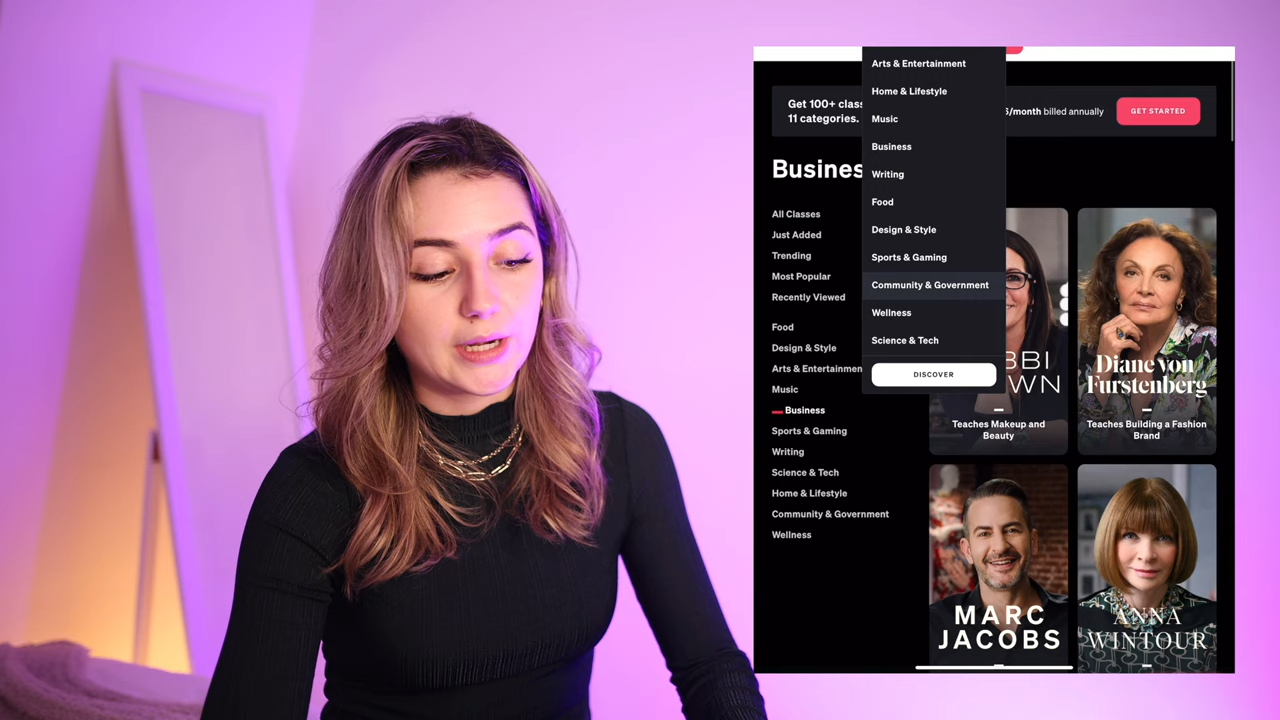 Arts & Entertainment
Home & Lifestyle
Music
Business
Writing
Food
Design & Style
Sports & Gaming
Community & Government
Wellness
Science & Tech
DISCOVER
Get 100+
11 categories.
/month billed annually
GET STARTED
All Classes
Just Added
Trending
Most Popular
Recently Viewed
Food
Design & Style
Arts &
Music
Business
Sports & Gaming
Writing
Science & Tech
Home & Lifestyle
Community & Government
Wellness
Teaches Makeup and
Beauty
Diane von
Furstenberg
Teaches Building a Fashion
Brand
MARC
JACOBS
ANNA
WINTOUR